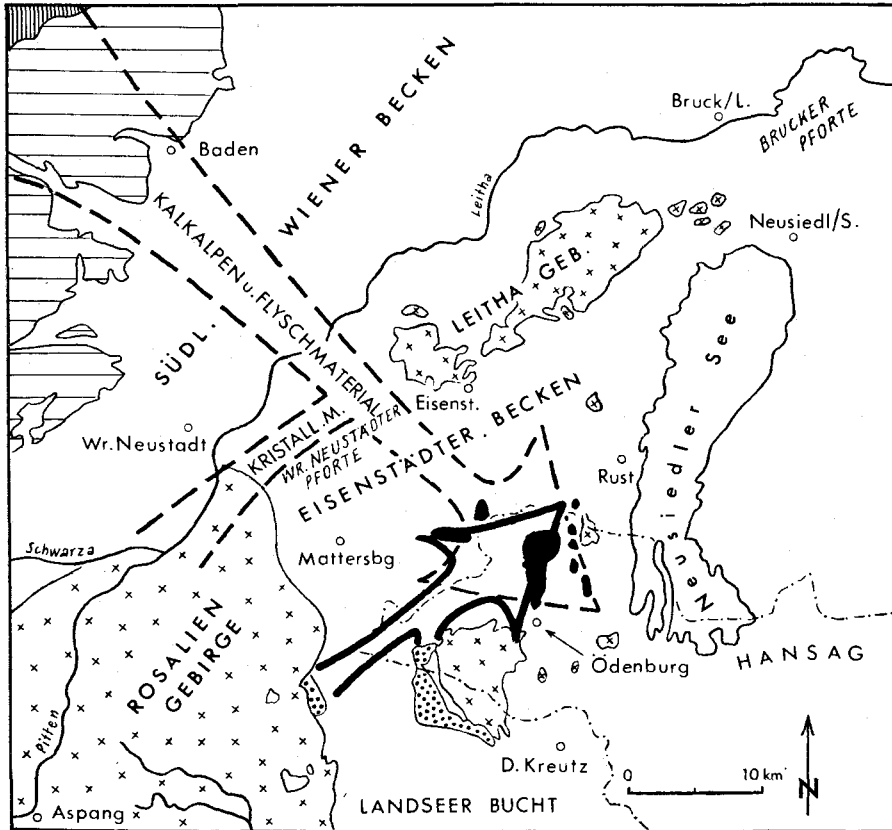 WIENER BECKEN
Bruck/L.
BRUCKER
PFORTE
Baden
Leitha
KALKALPEN u. FLYSCHMATERIAL
Neusiedl/S.
LEITHA GEB.
SÜDL.
Neusiedler See
Eisenst.
Wr. Neustadt
KRISTALL. M.
WR. NEUSTÄDTER
PFORTE
EISENSTÄDTER BECKEN
Rust
Schwarza
Mattersbg
ROSALIEN
GEBIRGE
Pitten
Ödenburg
HANSAG
D. Kreutz
0 10 km
N
Aspang
LANDSEER BUCHT